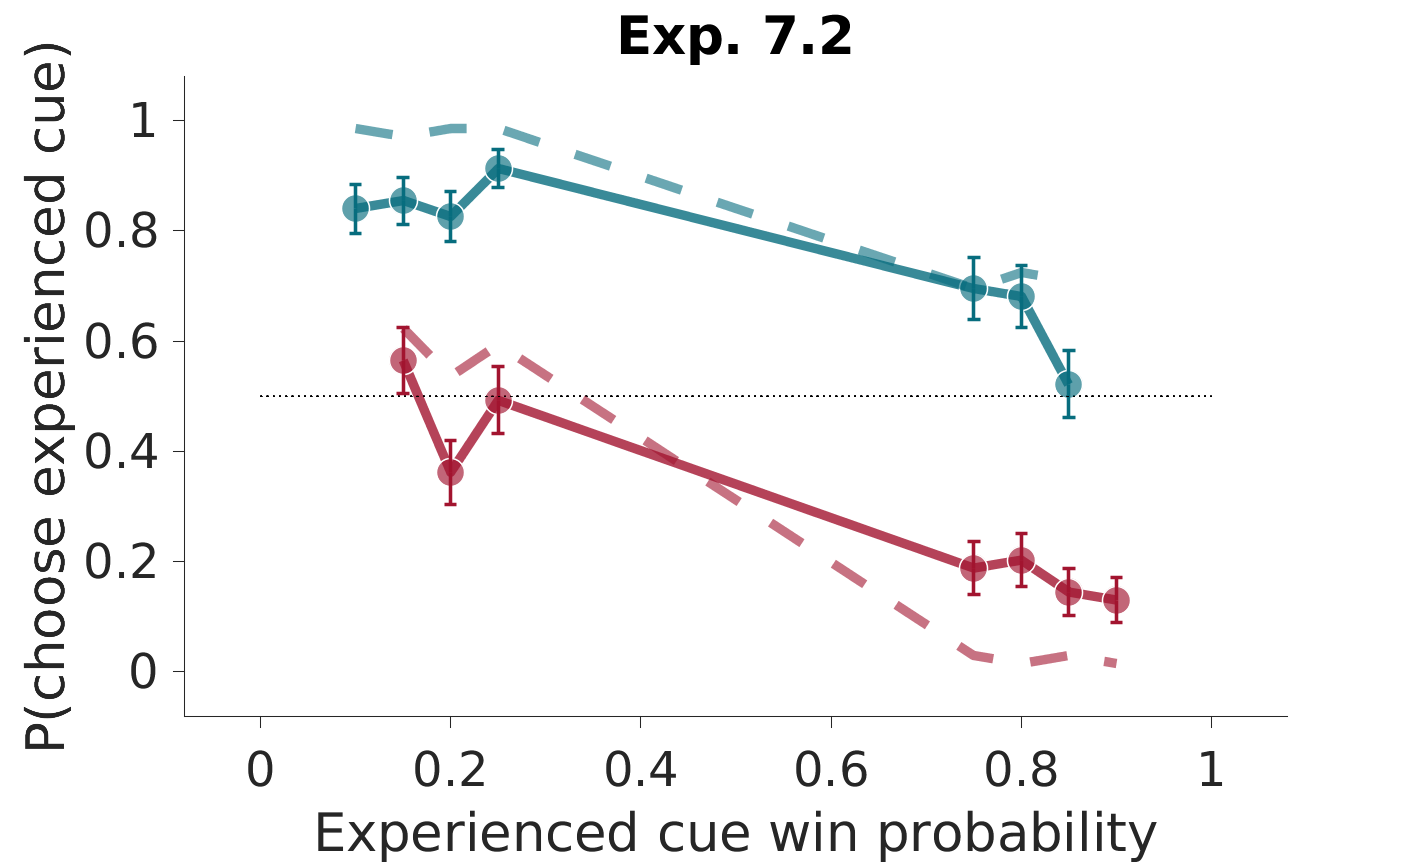 Exp. 7.2
P(choose experienced cue)
1
0.8
0.6
0.4
0.2
0
0 0.2 0.4 0.6 0.8 1
Experienced cue win probability